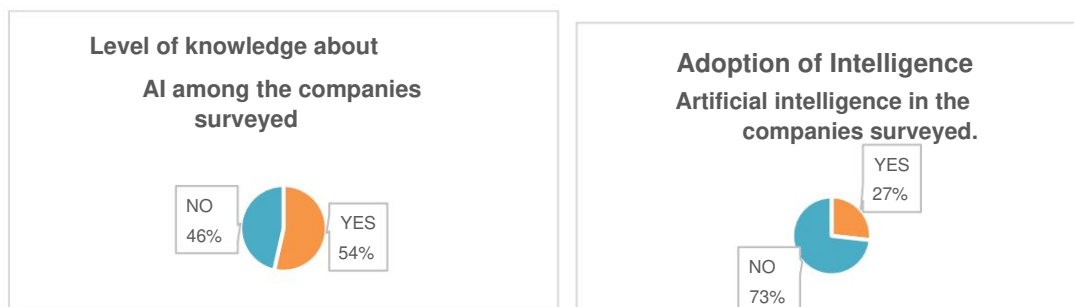 Level of knowledge about
AI among the companies
surveyed
NO
46%
YES
54%
Adoption of Intelligence
Artificial intelligence in the
companies surveyed.
YES
27%
NO
73%